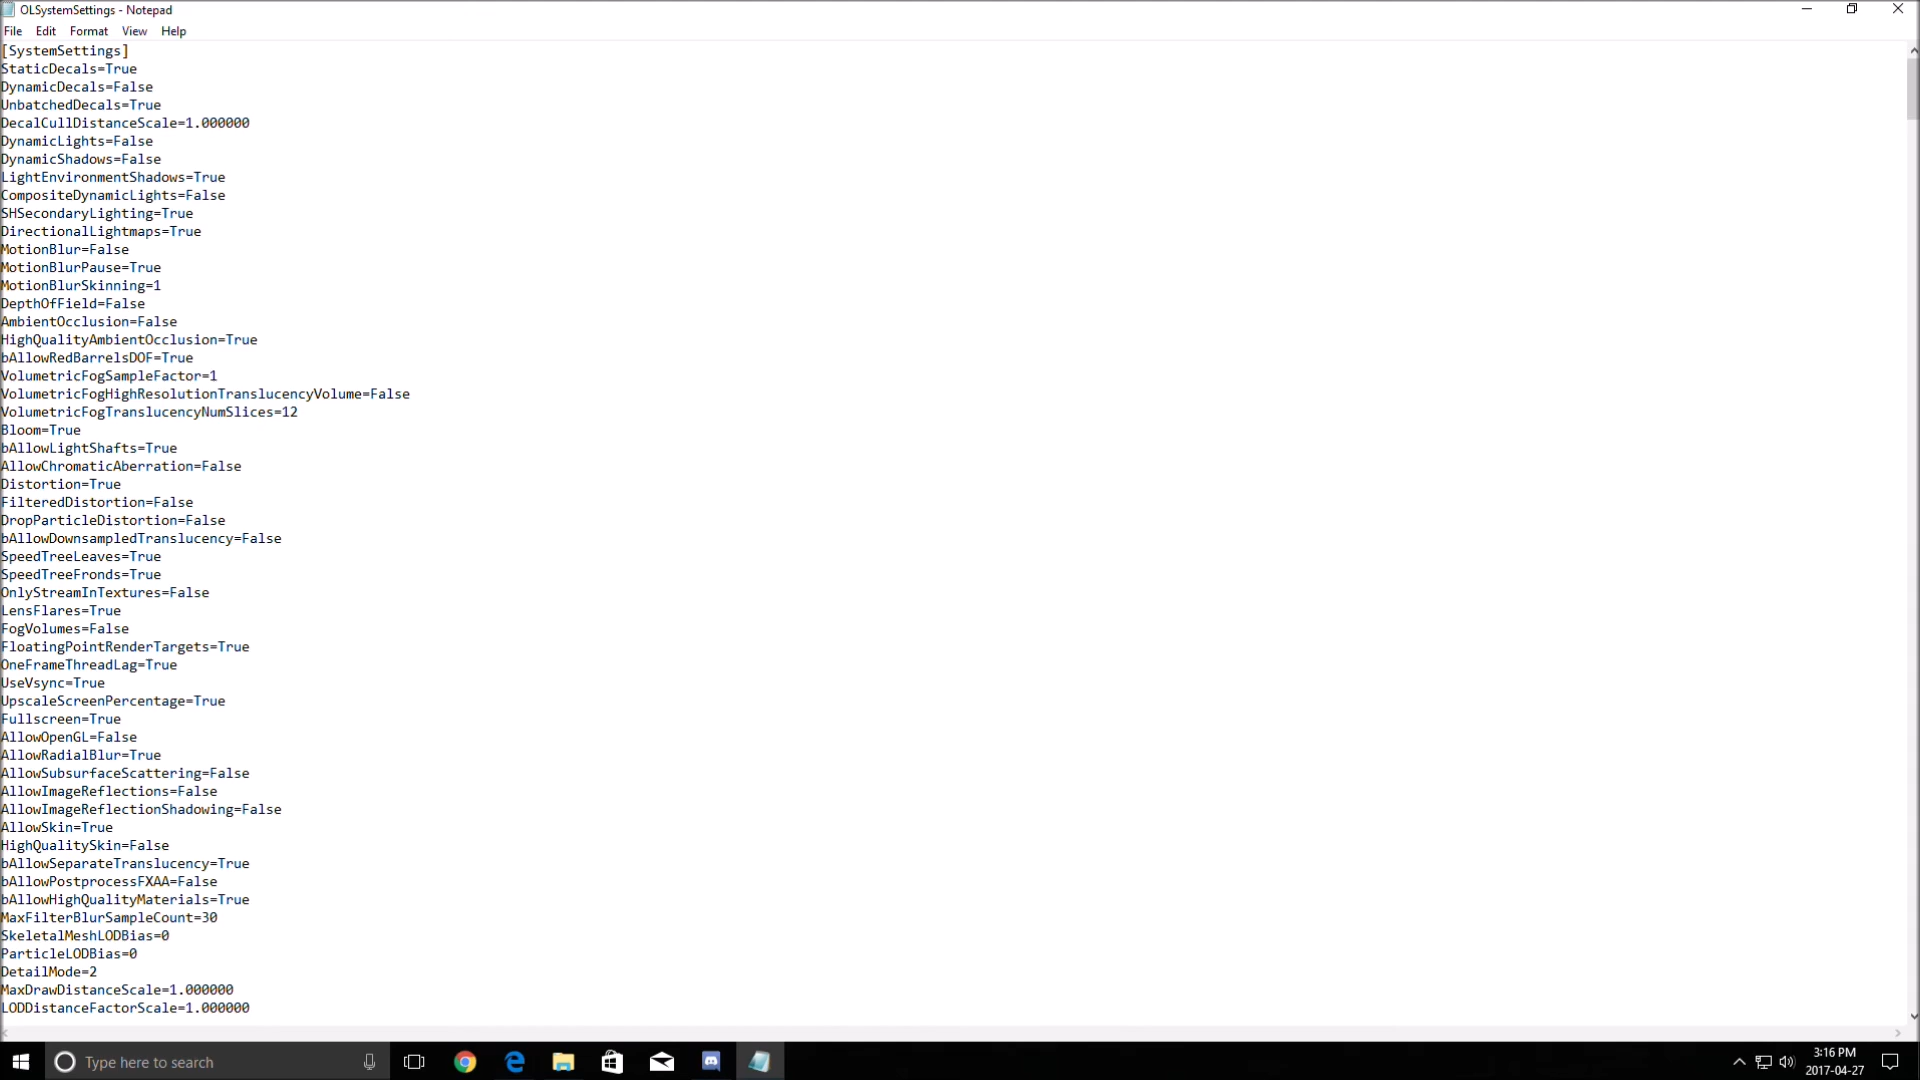 OLSystemSettings - Notepad
File Edit Format View Help
[SystemSettings]
StaticDecals=True
DynamicDecals=False
UnbatchedDecals=True
DecalCullDistanceScale=1.000000
DynamicLights=False
DynamicShadows=False
LightEnvironmentShadows=True
CompositeDynamicLights=False
SHSecondaryLighting=True
DirectionalLightmaps=True
MotionBlur=False
MotionBlurPause=True
MotionBlurSkinning=1
DepthOfField=False
AmbientOcclusion=False
HighQualityAmbientOcclusion=True
bAllowRedBarrelsDOF=True
VolumetricFogSampleFactor=1
VolumetricFogHighResolutionTranslucencyVolume=False
VolumetricFogTranslucencyNumSlices=12
Bloom=True
bAllowLightShafts=True
AllowChromaticAberration=False
Distortion=True
FilteredDistortion=False
DropParticleDistortion=False
bAllowDownsampledTranslucency=False
SpeedTreeLeaves=True
SpeedTreeFronds=True
OnlyStreamInTextures=False
LensFlares=True
FogVolumes=False
FloatingPointRenderTargets=True
OneFrameThreadLag=True
UseVsync=True
UpscaleScreenPercentage=True
Fullscreen=True
AllowOpenGL=False
AllowRadialBlur=True
AllowSubsurfaceScattering=False
AllowImageReflections=False
AllowImageReflectionShadowing=False
AllowSkin=True
HighQualitySkin=False
bAllowSeparateTranslucency=True
bAllowPostprocessFXAA=False
bAllowHighQualityMaterials=True
MaxFilterBlurSampleCount=30
SkeletalMeshLODBias=0
ParticleLODBias=0
DetailMode=2
MaxDrawDistanceScale=1.000000
LODDistanceFactorScale=1.000000
Type here to search
3:16 PM
2017-04-27